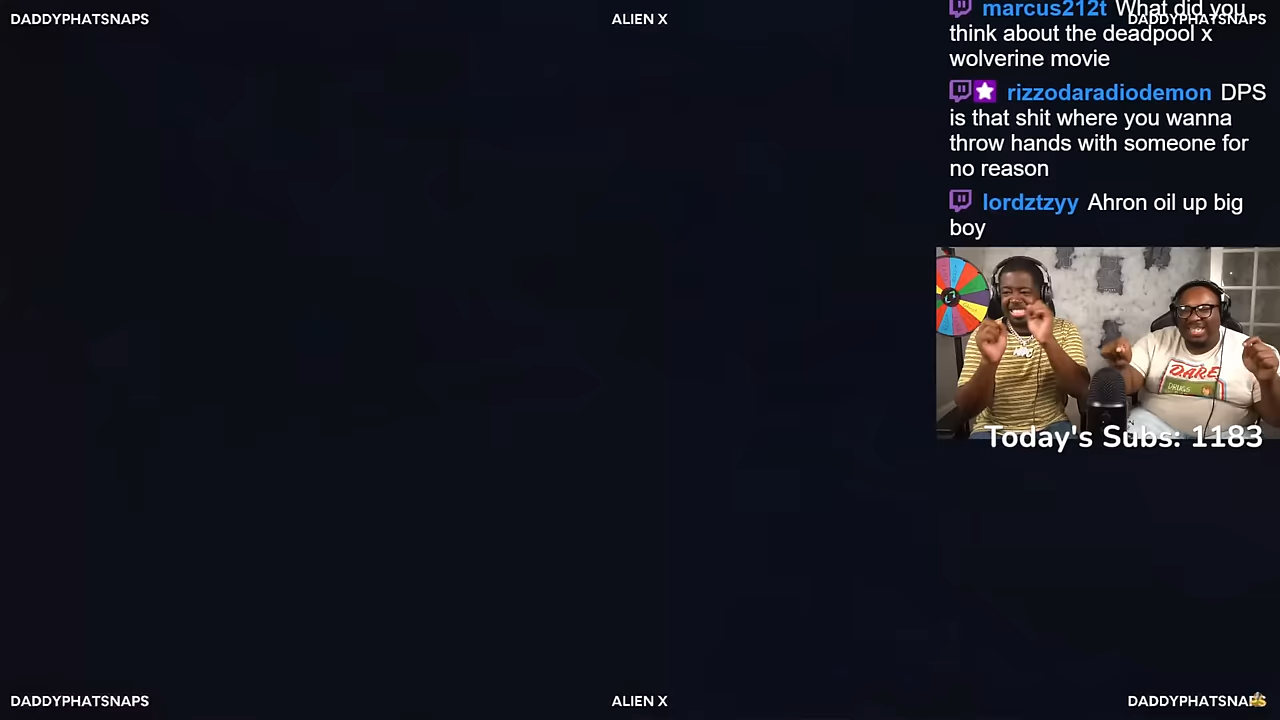 DADDYPHATSNAPS
ALIEN X
DADDYPHATSNAPS
marcus212t What did you
think about the deadpool x
wolverine movie
rizzodaradiodemon DPS
is that shit where you wanna
throw hands with someone for
no reason
lordztzyy Ahron oil up big
boy
D.A.R.E.
DRUGS
Today's Subs: 1183
DADDYPHATSNAPS
ALIEN X
DADDYPHATSNAPS